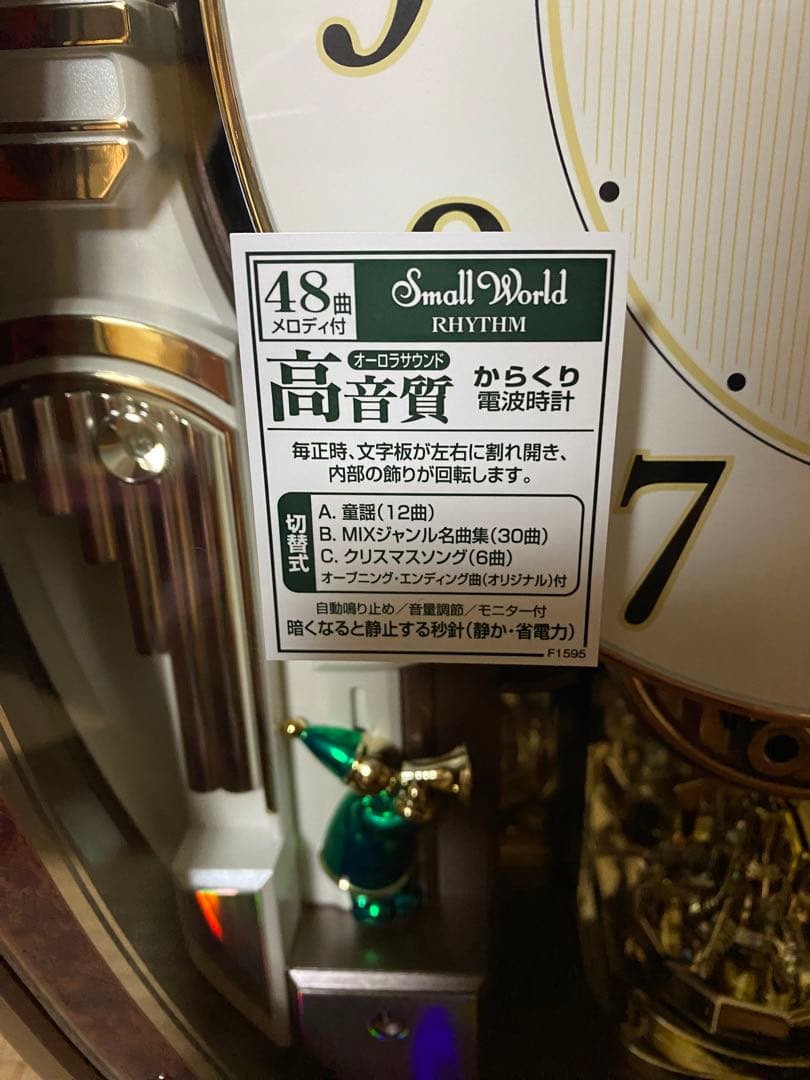 9
8
48曲
メロディ付
Small World
RHYTHM
高音質
オーロラサウンド
からくり
電波時計
毎正時、文字板が左右に割れ開き、
内部の飾りが回転します。
切替式
A. 童謡(12曲)
B. MIXジャンル名曲集(30曲)
C. クリスマスソング(6曲)
オープニング・エンディング曲(オリジナル)付
自動鳴り止め/音量調節/モニター付
暗くなると静止する秒針(静か・省電力)
F1595
7